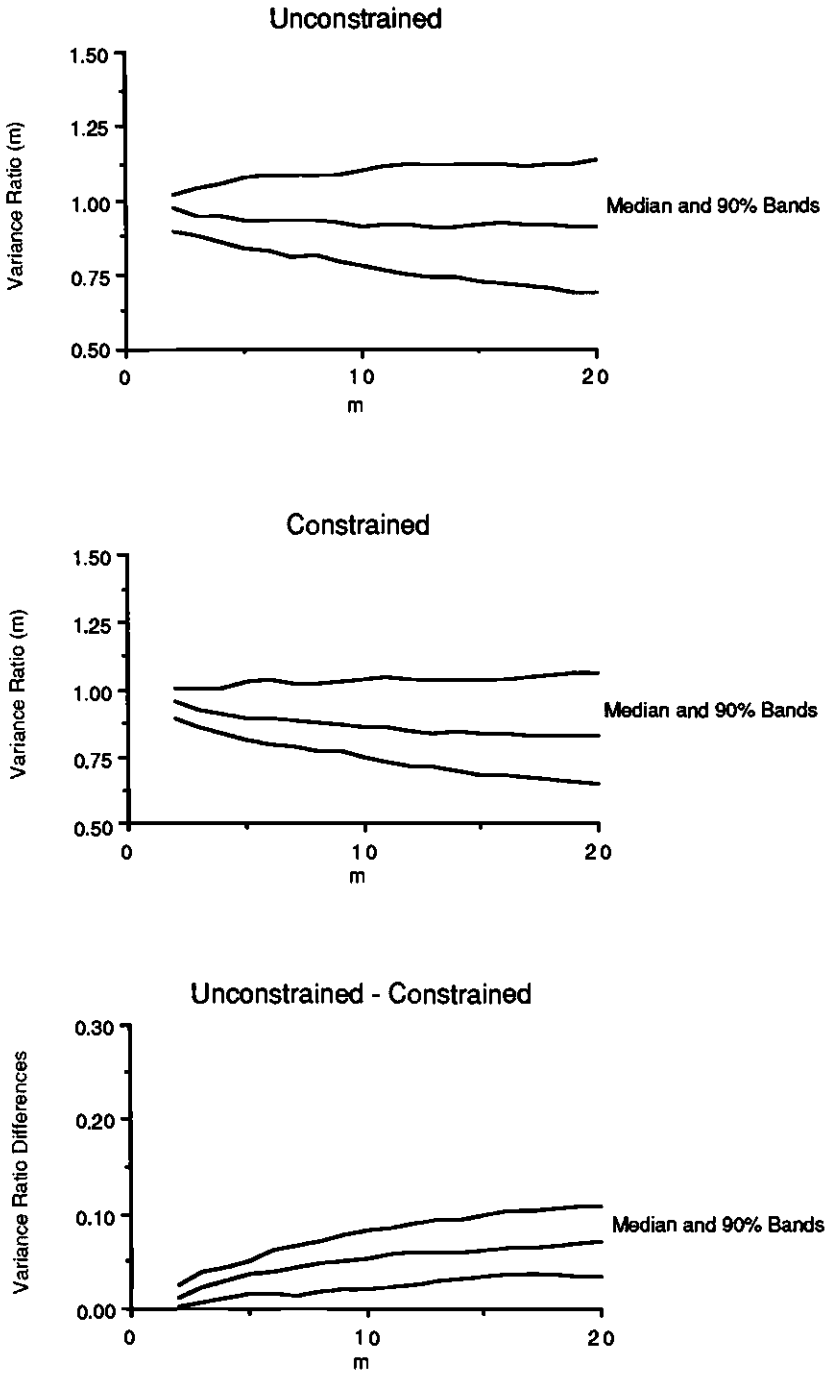 Unconstrained
1.50
1.25
1.00
0.75
0.50
Variance Ratio (m)
Median and 90% Bands
0
10
20
m
Constrained
1.50
1.25
1.00
0.75
0.50
Variance Ratio (m)
Median and 90% Bands
0
10
20
m
Unconstrained - Constrained
0.30
0.20
0.10
0.00
Variance Ratio Differences
Median and 90% Bands
0
10
20
m